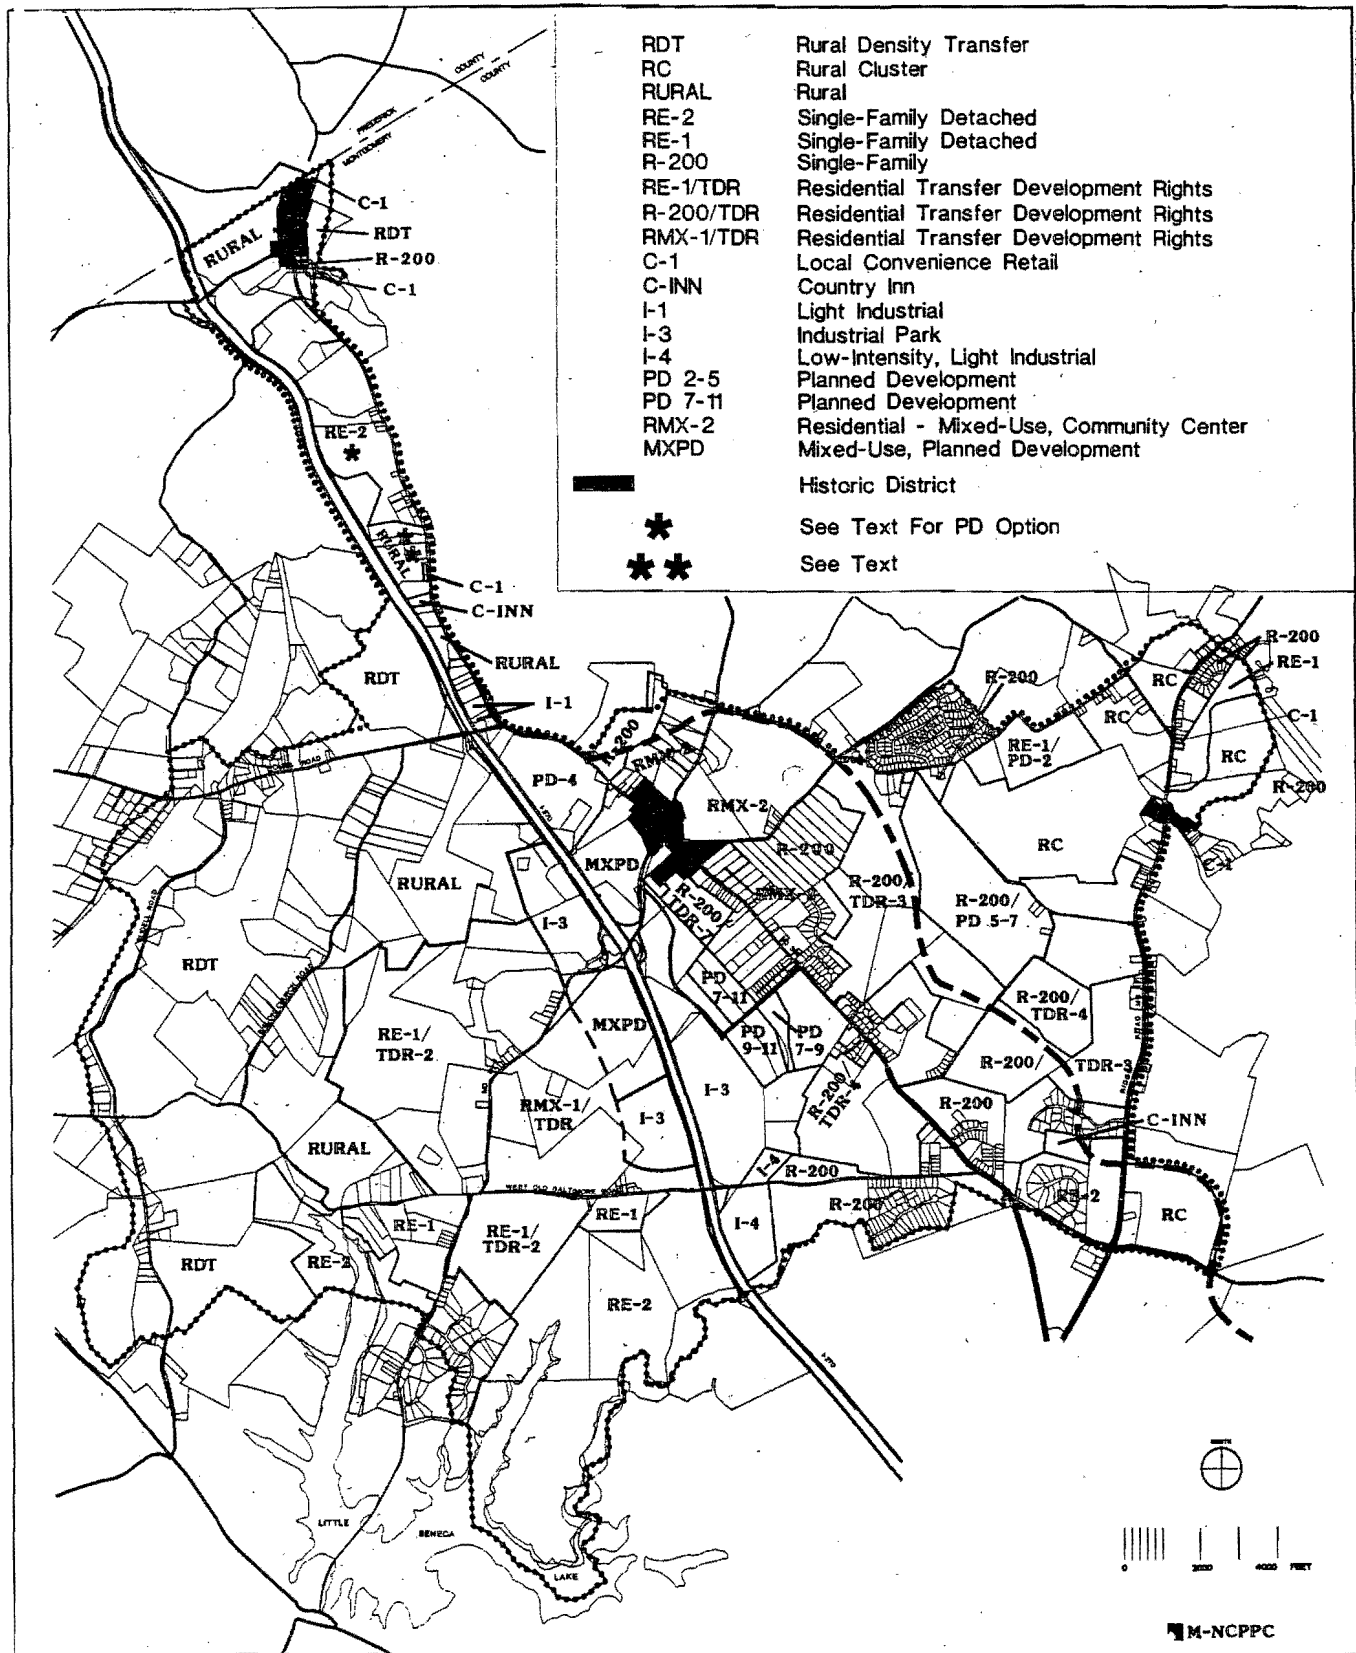 RDT Rural Density Transfer
RC Rural Cluster
RURAL Rural
RE-2 Single-Family Detached
RE-1 Single-Family Detached
R-200 Single-Family
RE-1/TDR Residential Transfer Development Rights
R-200/TDR Residential Transfer Development Rights
RMX-1/TDR Residential Transfer Development Rights
C-1 Local Convenience Retail
C-INN Country Inn
I-1 Light Industrial
I-3 Industrial Park
I-4 Low-Intensity, Light Industrial
PD 2-5 Planned Development
PD 7-11 Planned Development
RMX-2 Residential - Mixed-Use, Community Center
MXPD Mixed-Use, Planned Development
Historic District
* See Text For PD Option
** See Text
FREDERICK COUNTY
MONTGOMERY COUNTY
C-1
RURAL
RDT
R-200
C-1
RE-2
*
RURAL
C-1
C-INN
RURAL
RDT
I-1
R-200
RE-1
R-200
RC
RC
C-1
R-200
RE-1/
PD-2
RC
R-200
PD-4
RMX-2
I-270
MXPD
R-200
RC
C-1
RURAL
R-200/
TDR-7
R-200/
TDR-3
R-200/
PD 5-7
I-3
RDT
PD
7-11
R-200/
TDR-4
MXPD
RE-1/
TDR-2
PD
9-11
PD
7-9
R-200/
TDR-3
I-3
R-200/
TDR-4
RMX-1/
TDR
I-3
R-200
C-INN
RURAL
I-4
R-200
WEST OLD BALTIMORE ROAD
RE-2
R-200
RE-1
RE-1/
TDR-2
RE-1
I-4
RC
RDT
RE-2
RE-2
I-270
LITTLE
SENECA
LAKE
NORTH
0 2000 4000 FEET
M-NCPPC